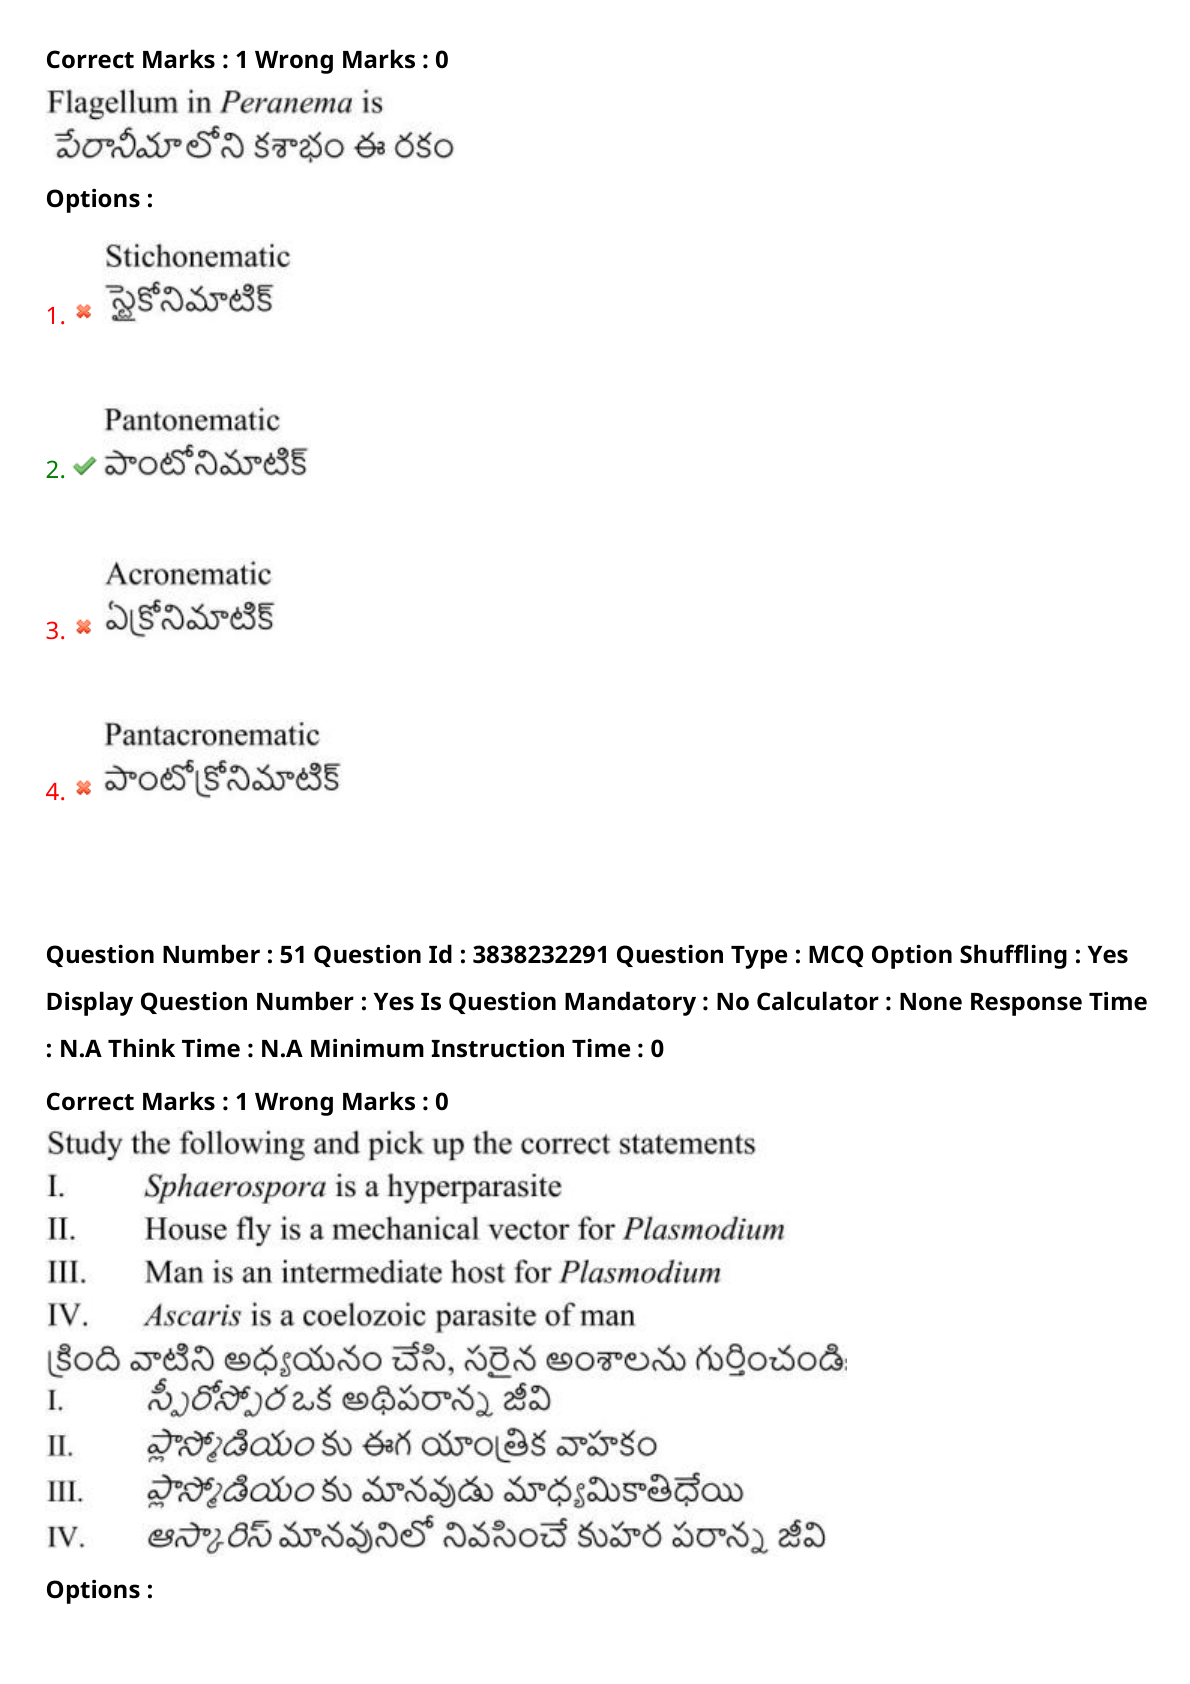 Correct Marks : 1 Wrong Marks : 0
Flagellum in Peranema is
పేరానీమాలోని కశాభం ఈ రకం
Options :
Stichonematic
1. స్టైకోనిమాటిక్
Pantonematic
2. పాంటోనిమాటిక్
Acronematic
3. ఏక్రోనిమాటిక్
Pantacronematic
4. పాంటోక్రోనిమాటిక్
Question Number : 51 Question Id : 3838232291 Question Type : MCQ Option Shuffling : Yes
Display Question Number : Yes Is Question Mandatory : No Calculator : None Response Time
: N.A Think Time : N.A Minimum Instruction Time : 0
Correct Marks : 1 Wrong Marks : 0
Study the following and pick up the correct statements
I. Sphaerospora is a hyperparasite
II. House fly is a mechanical vector for Plasmodium
III. Man is an intermediate host for Plasmodium
IV. Ascaris is a coelozoic parasite of man
క్రింది వాటిని అధ్యయనం చేసి, సరైన అంశాలను గుర్తించండి:
I. స్ఫీరోస్పోర ఒక అధిపరాన్న జీవి
II. ప్లాస్మోడియం కు ఈగ యాంత్రిక వాహకం
III. ప్లాస్మోడియం కు మానవుడు మాధ్యమికాతిధేయి
IV. ఆస్కారిస్ మానవునిలో నివసించే కుహర పరాన్న జీవి
Options :